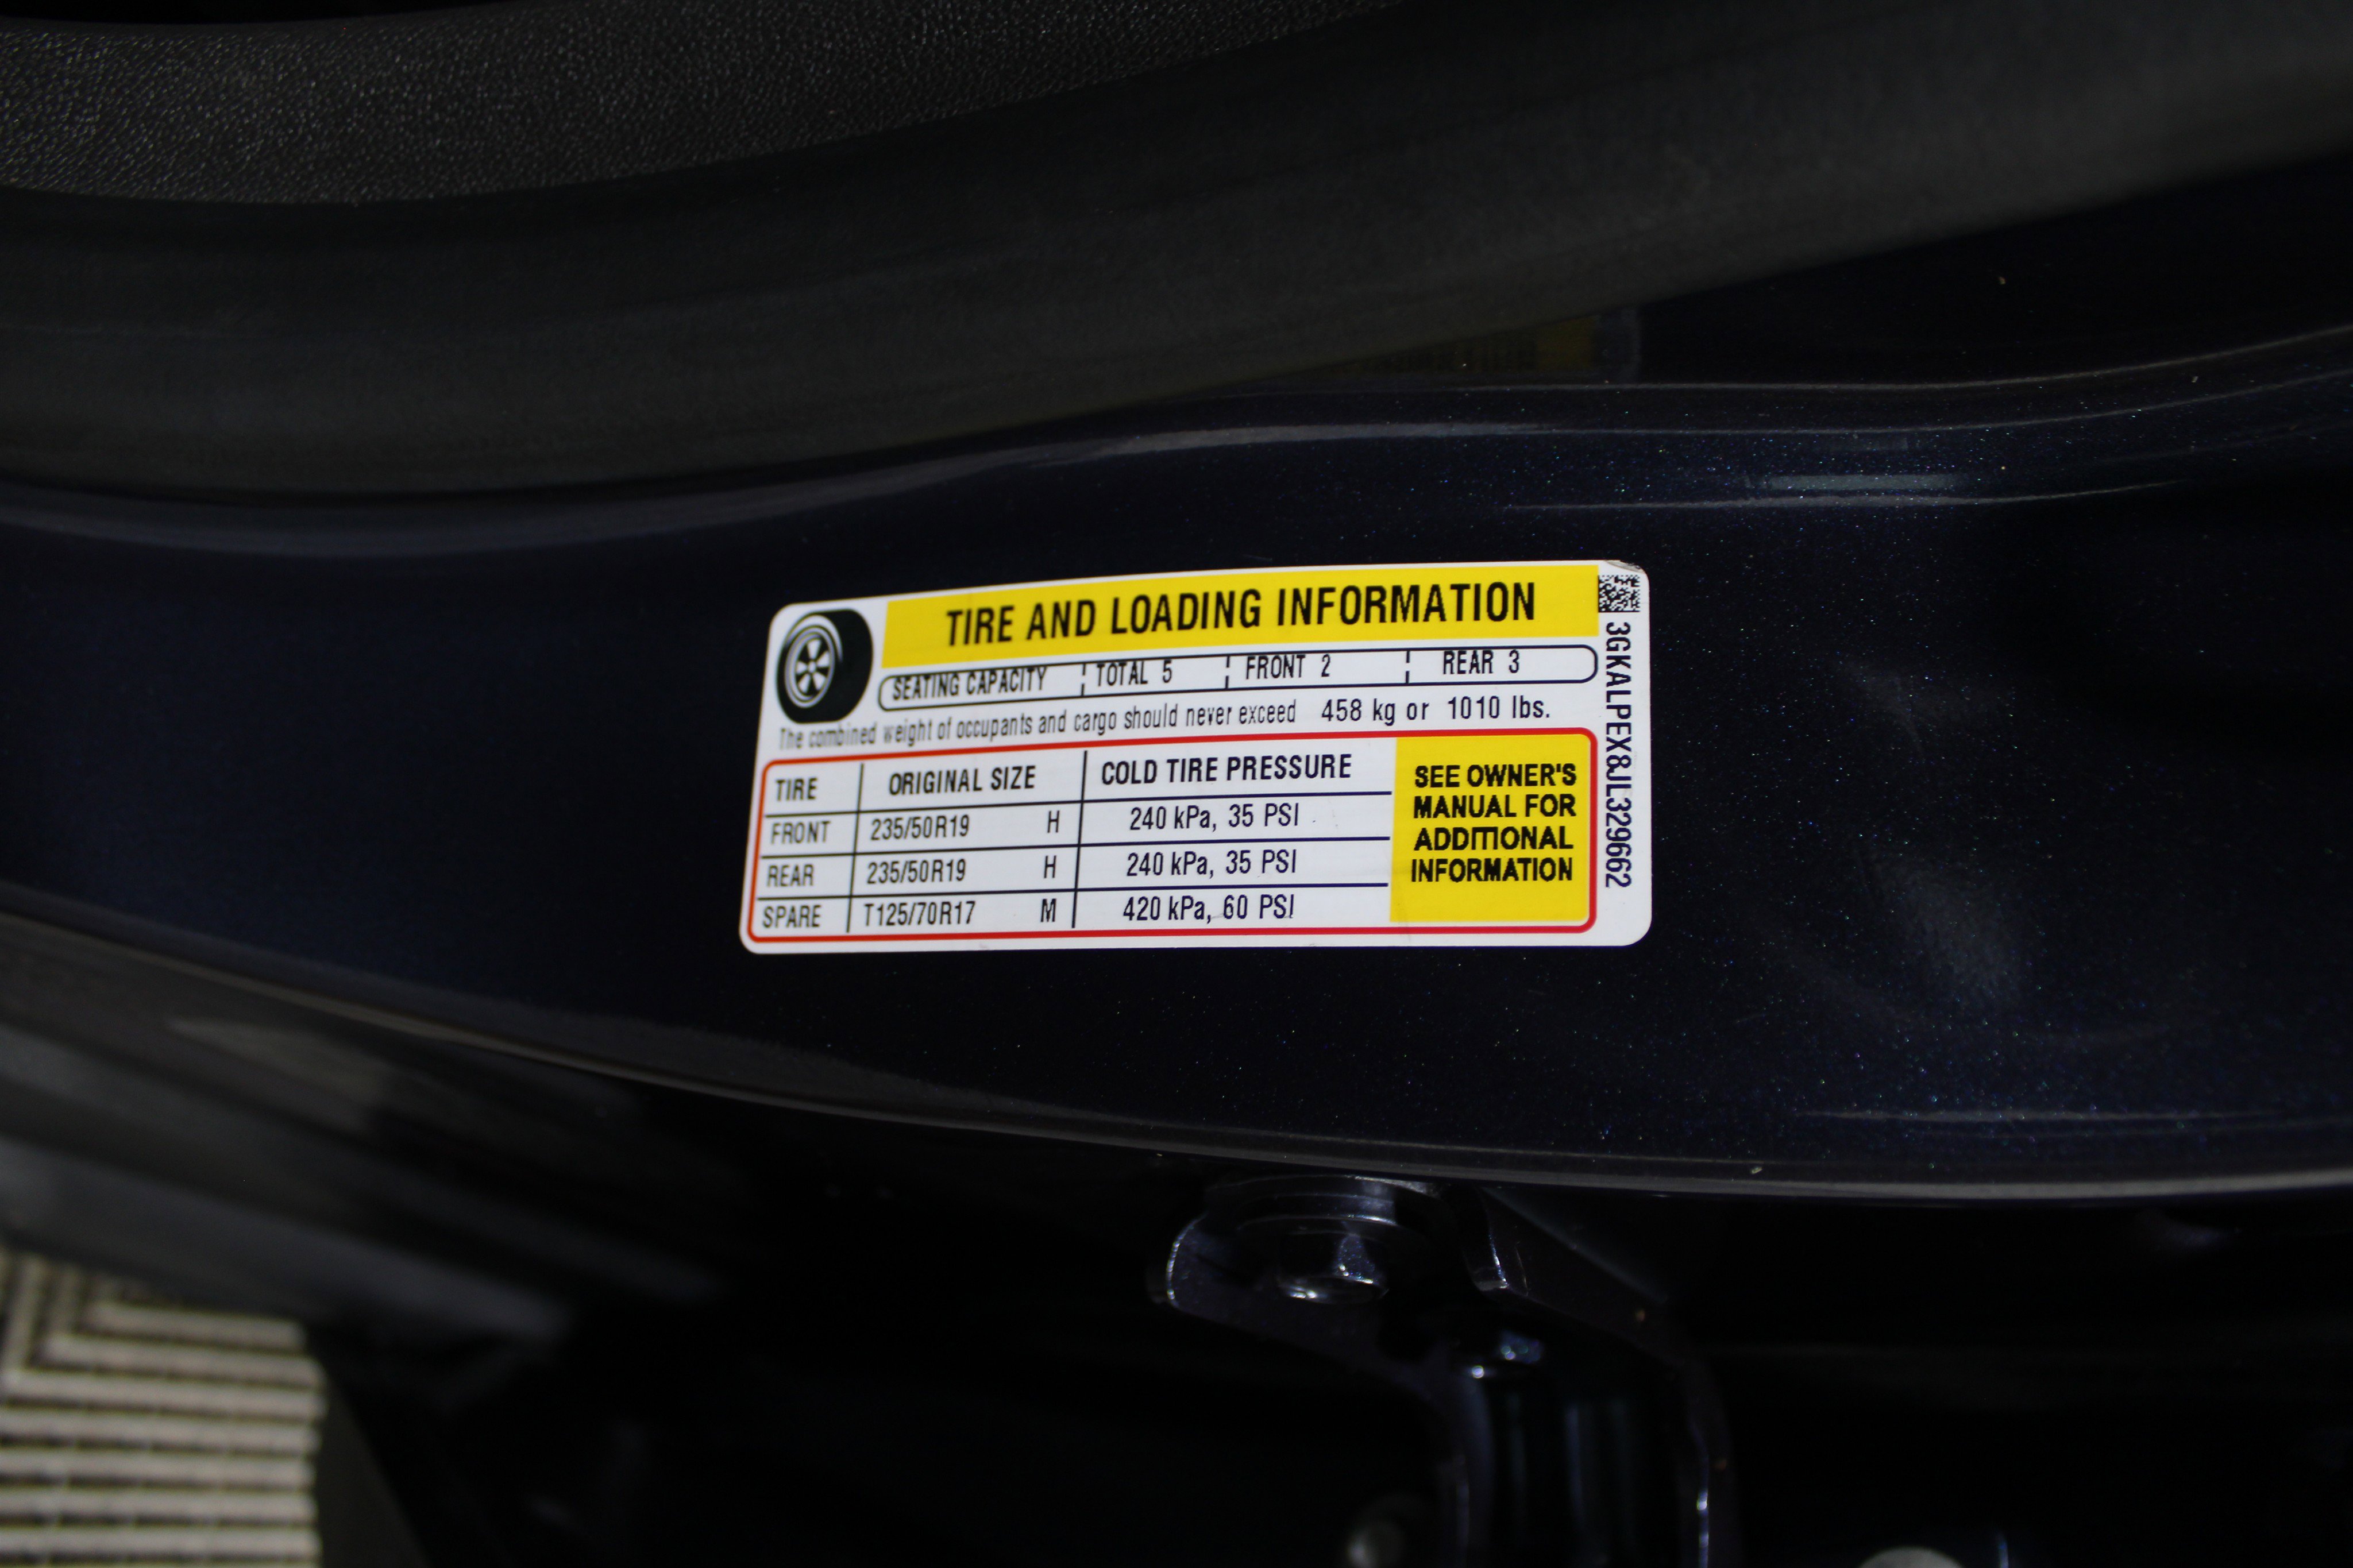 TIRE AND LOADING INFORMATION
SEATING CAPACITY TOTAL 5 FRONT 2 REAR 3
The combined weight of occupants and cargo should never exceed 458 kg or 1010 lbs.
TIRE ORIGINAL SIZE COLD TIRE PRESSURE
FRONT 235/50R19 H 240 kPa, 35 PSI
REAR 235/50R19 H 240 kPa, 35 PSI
SPARE T125/70R17 M 420 kPa, 60 PSI
SEE OWNER'S
MANUAL FOR
ADDITIONAL
INFORMATION
3GKALPEX8JL329662